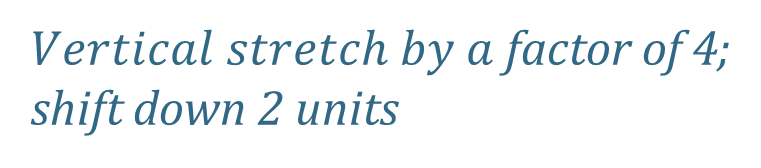 Vertical stretch by a factor of 4;
shift down 2 units